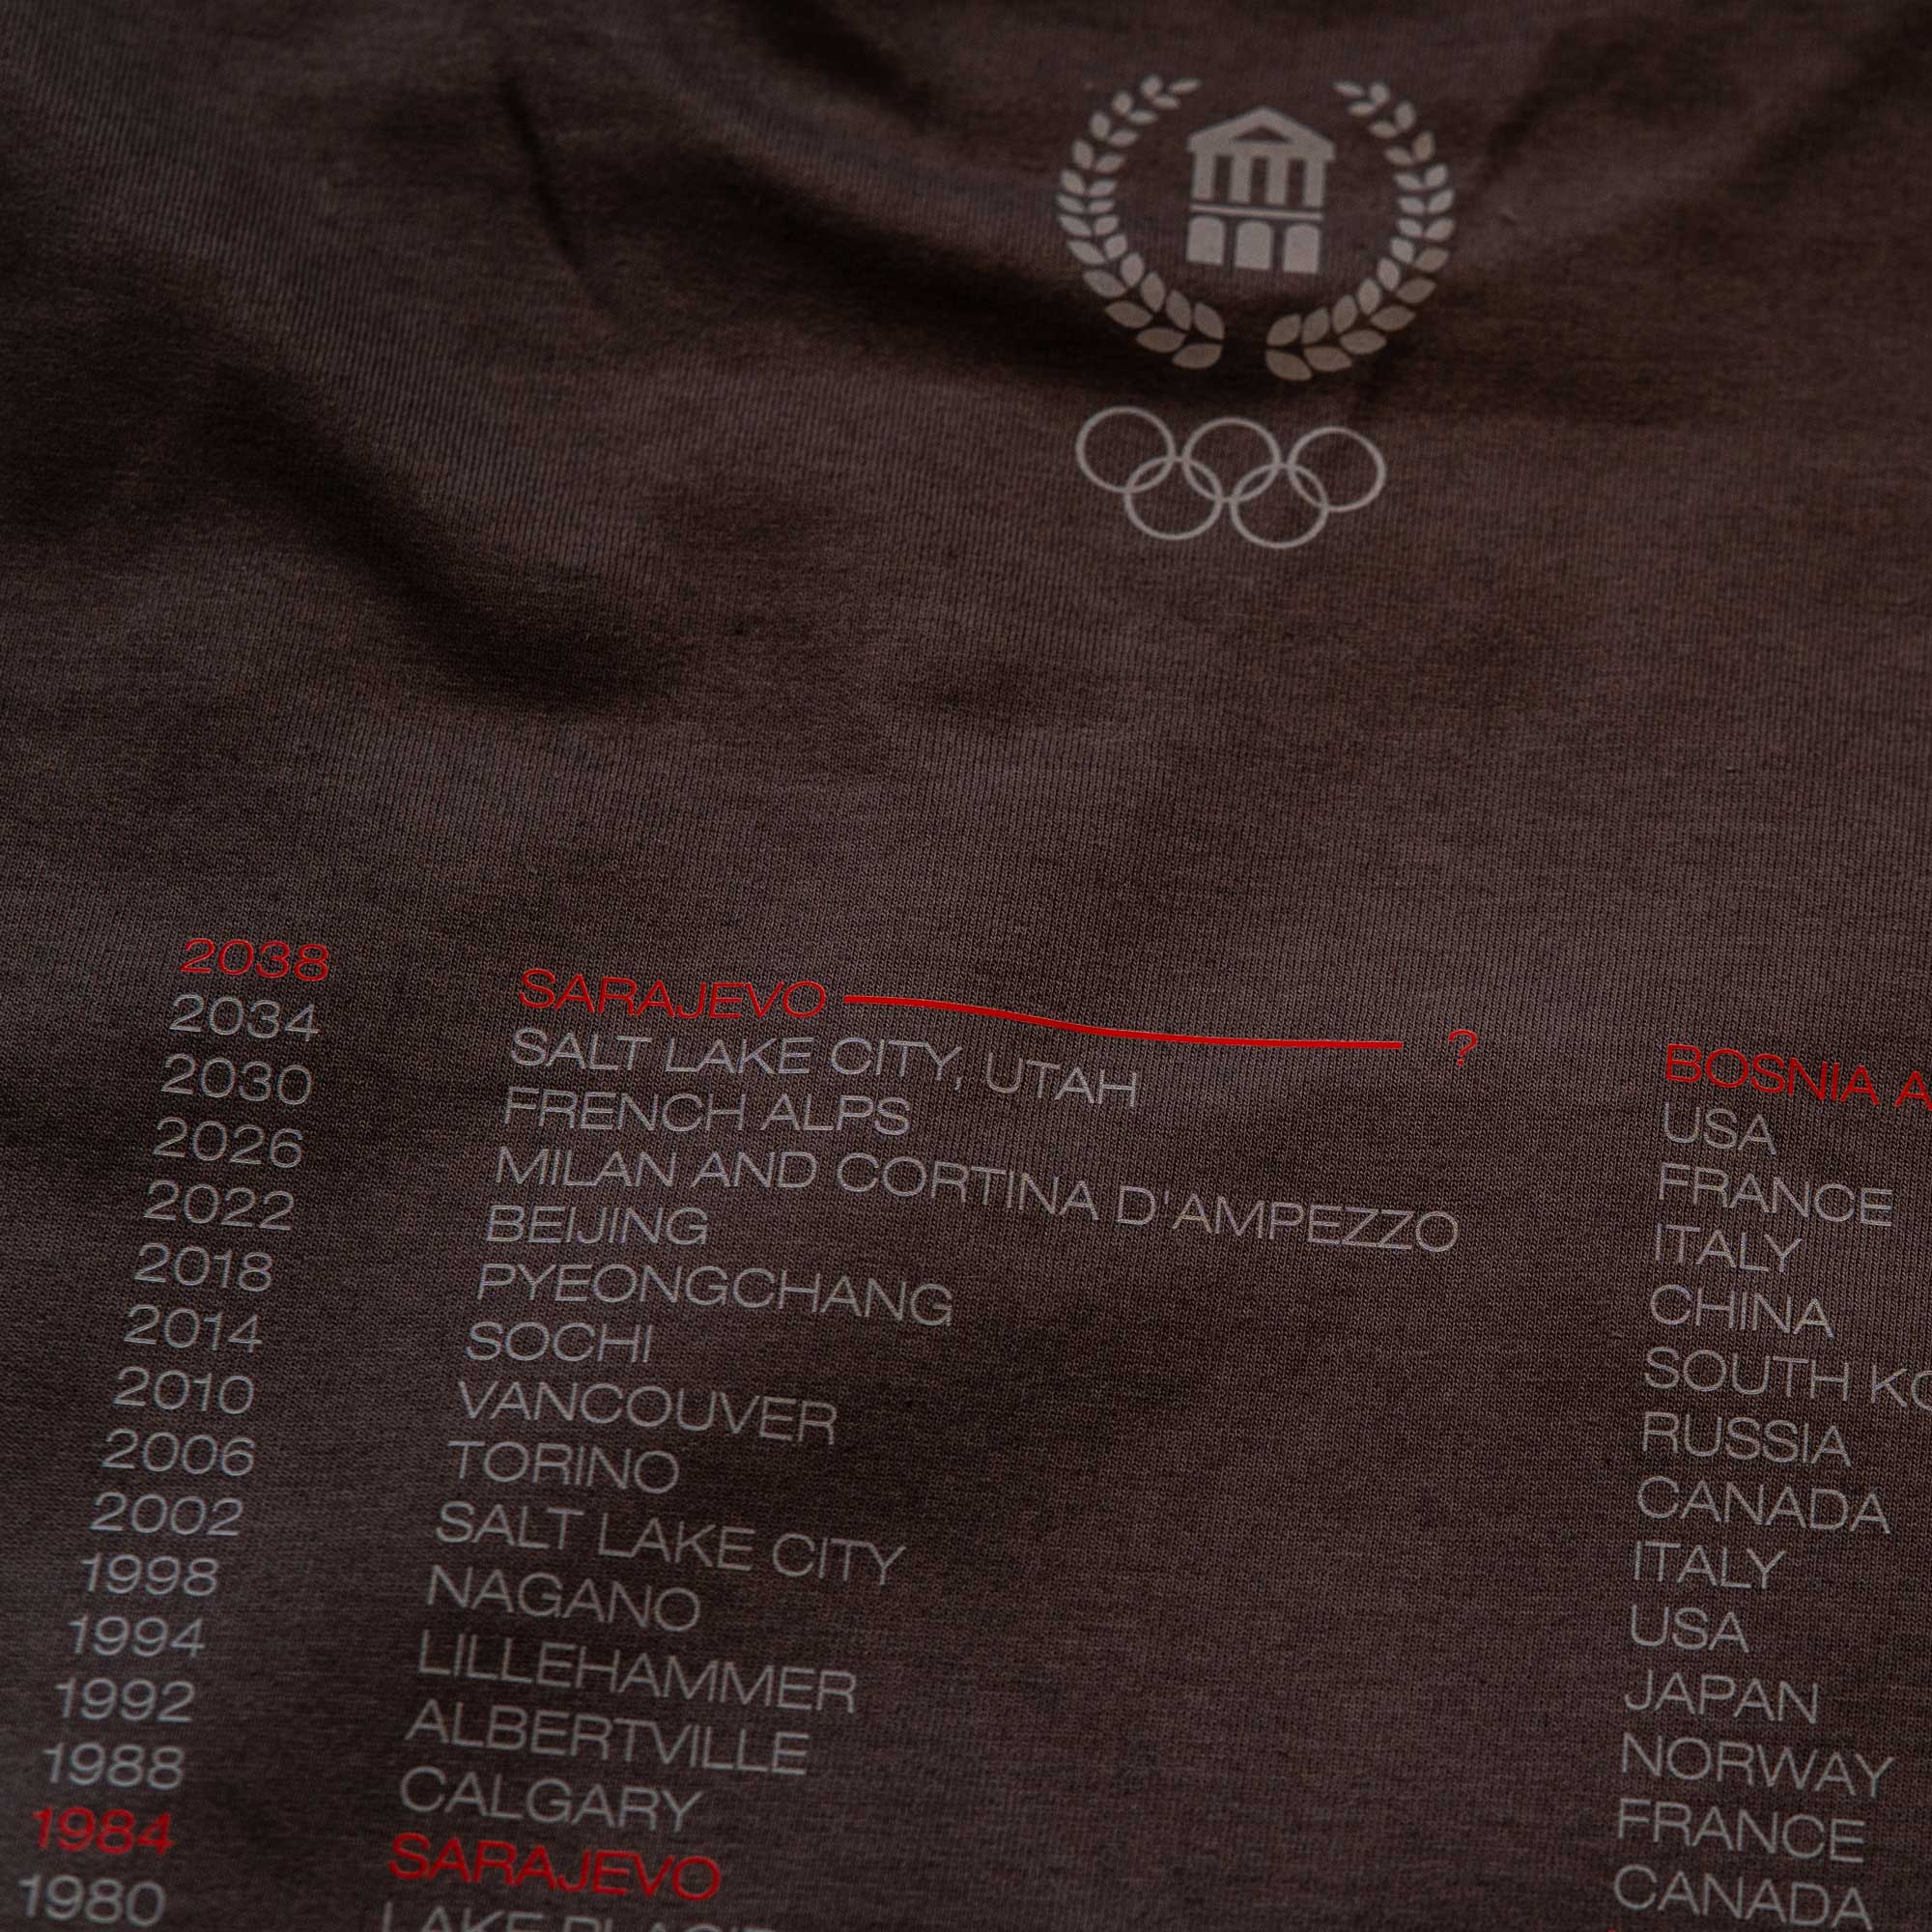 2038 SARAJEVO ? BOSNIA
2034 SALT LAKE CITY, UTAH USA
2030 FRENCH ALPS FRANCE
2026 MILAN AND CORTINA D'AMPEZZO ITALY
2022 BEIJING CHINA
2018 PYEONGCHANG SOUTH
2014 SOCHI RUSSIA
2010 VANCOUVER CANADA
2006 TORINO ITALY
2002 SALT LAKE CITY USA
1998 NAGANO JAPAN
1994 LILLEHAMMER NORWAY
1992 ALBERTVILLE FRANCE
1988 CALGARY CANADA
1984 SARAJEVO
1980 LAKE